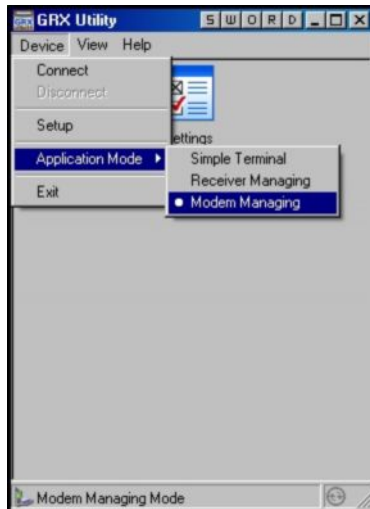 GRX Utility
S W O R D
Device View Help
Connect
Disconnect
Setup
ettings
Application Mode
Simple Terminal
Receiver Managing
Modem Managing
Exit
Modem Managing Mode